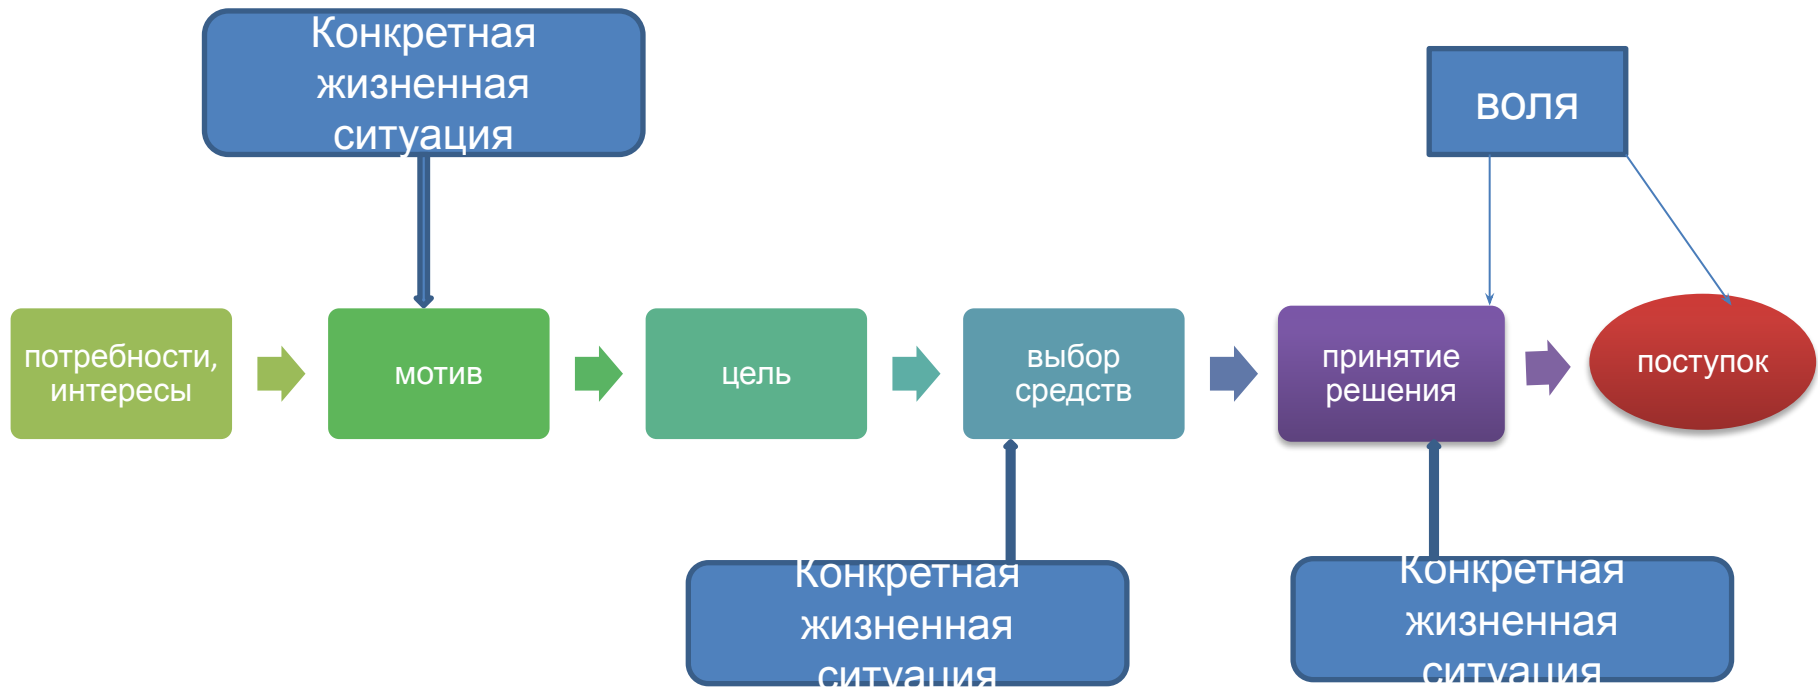 Конкретная
жизненная
ситуация
воля
потребности,
интересы
мотив
цель
выбор
средств
принятие
решения
поступок
Конкретная
жизненная
ситуация
Конкретная
жизненная
ситуация